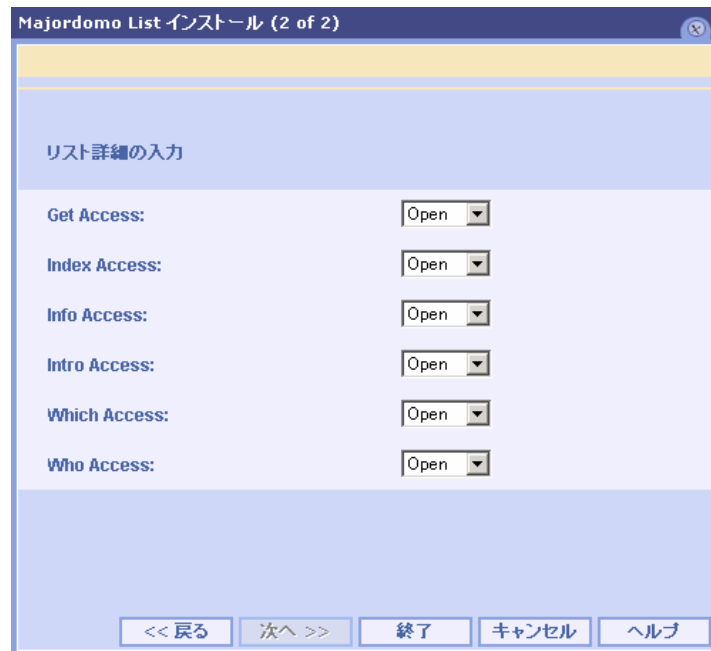 Majordomo List インストール (2 of 2)
リスト詳細の入力
Get Access: Open
Index Access: Open
Info Access: Open
Intro Access: Open
Which Access: Open
Who Access: Open
<< 戻る 次へ >> 終了 キャンセル ヘルプ